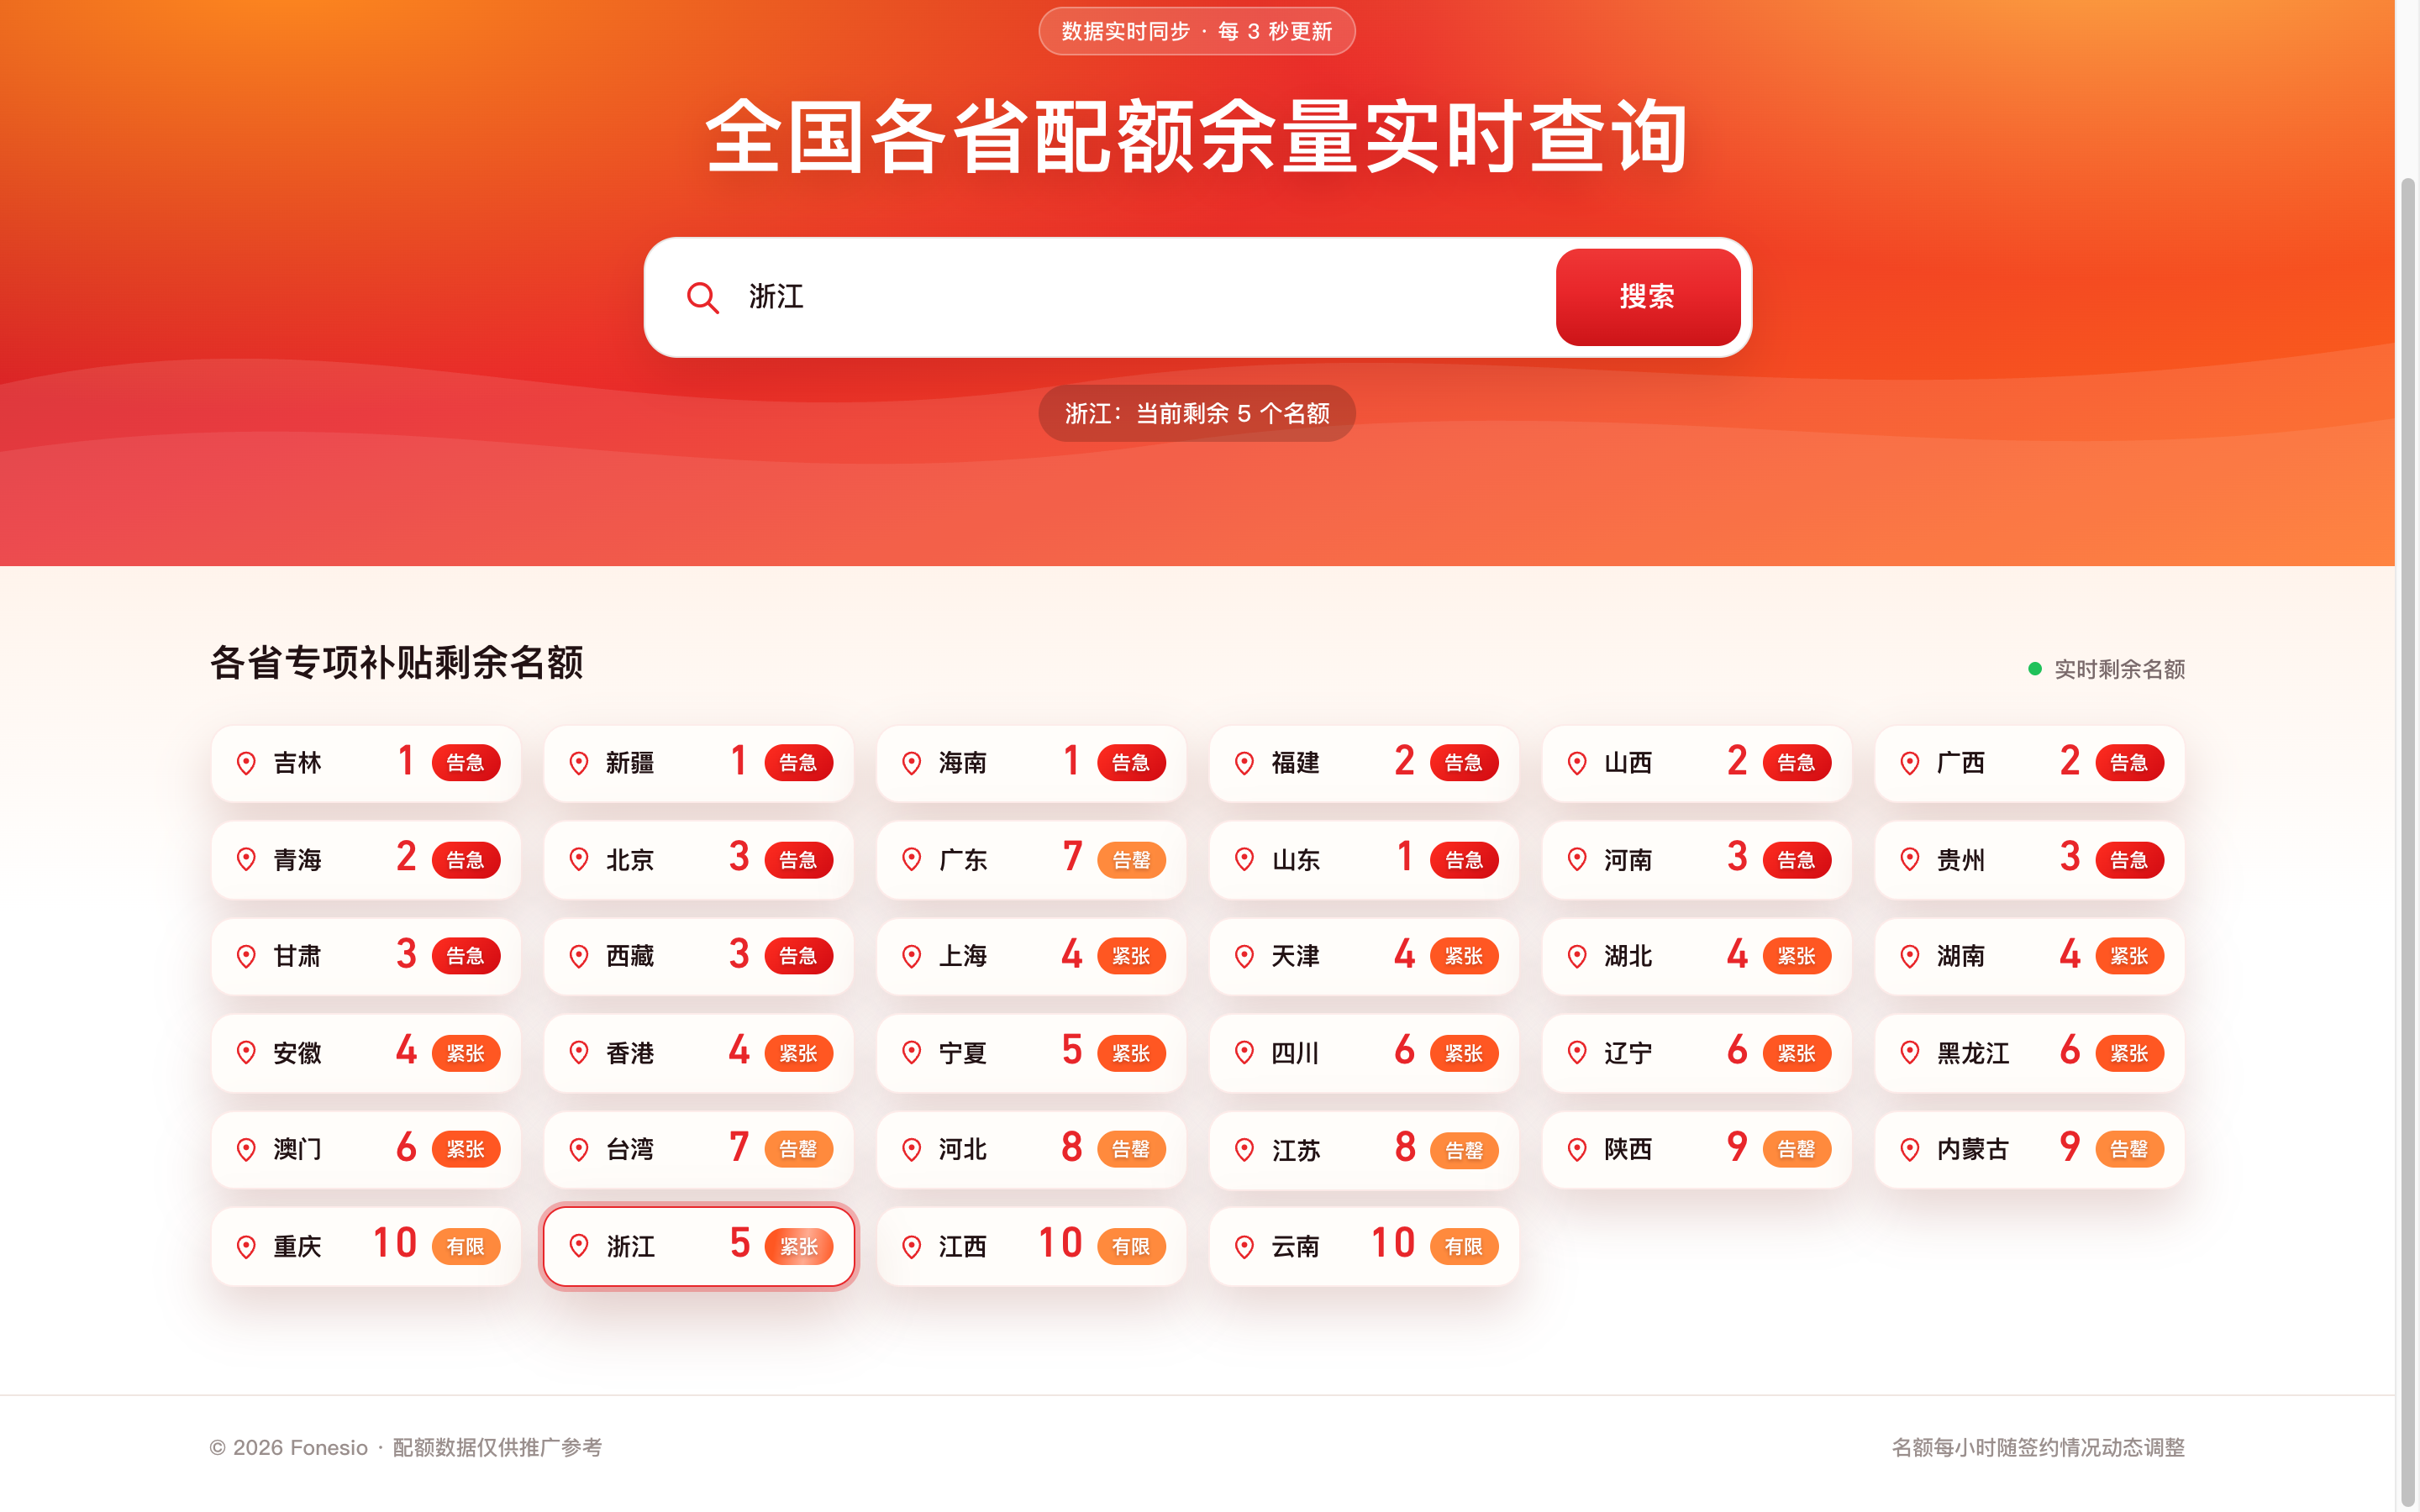 数据实时同步 · 每 3 秒更新
全国各省配额余量实时查询
浙江 搜索
浙江：当前剩余 5 个名额
各省专项补贴剩余名额 实时剩余名额
吉林 1 告急 新疆 1 告急 海南 1 告急 福建 2 告急 山西 2 告急 广西 2 告急
青海 2 告急 北京 3 告急 广东 7 告罄 山东 1 告急 河南 3 告急 贵州 3 告急
甘肃 3 告急 西藏 3 告急 上海 4 紧张 天津 4 紧张 湖北 4 紧张 湖南 4 紧张
安徽 4 紧张 香港 4 紧张 宁夏 5 紧张 四川 6 紧张 辽宁 6 紧张 黑龙江 6 紧张
澳门 6 紧张 台湾 7 告罄 河北 8 告罄 江苏 8 告罄 陕西 9 告罄 内蒙古 9 告罄
重庆 10 有限 浙江 5 紧张 江西 10 有限 云南 10 有限
© 2026 Fonesio · 配额数据仅供推广参考 名额每小时随签约情况动态调整